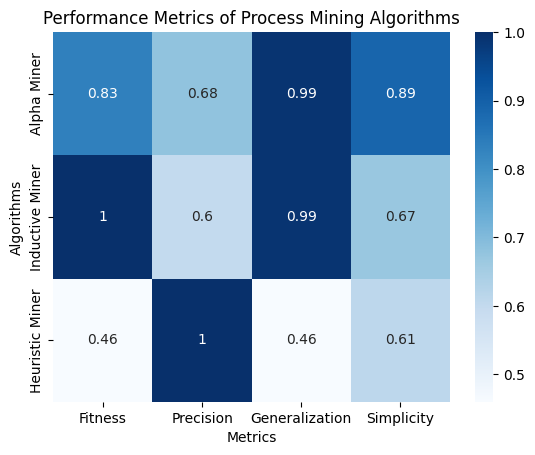 Performance Metrics of Process Mining Algorithms
Algorithms
Alpha Miner
0.83 0.68 0.99 0.89
Inductive Miner
1 0.6 0.99 0.67
Heuristic Miner
0.46 1 0.46 0.61
Fitness Precision Generalization Simplicity
Metrics
1.0
0.9
0.8
0.7
0.6
0.5